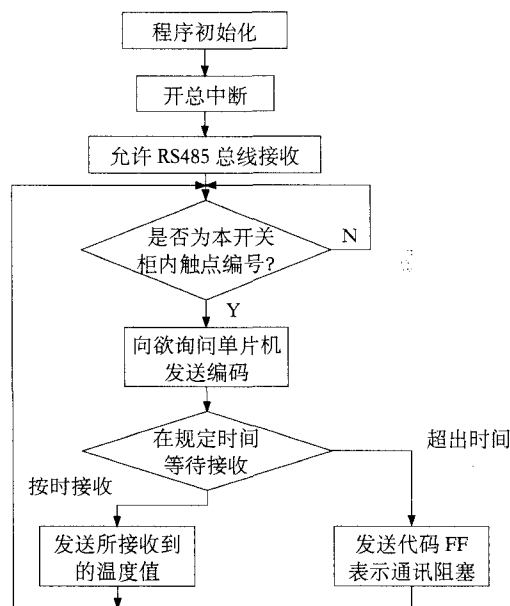 程序初始化
开总中断
允许 RS485 总线接收
是否为本开关
柜内触点编号?
N
Y
向欲询问单片机
发送编码
在规定时间
等待接收
超出时间
按时接收
发送所接收到
的温度值
发送代码 FF
表示通讯阻塞